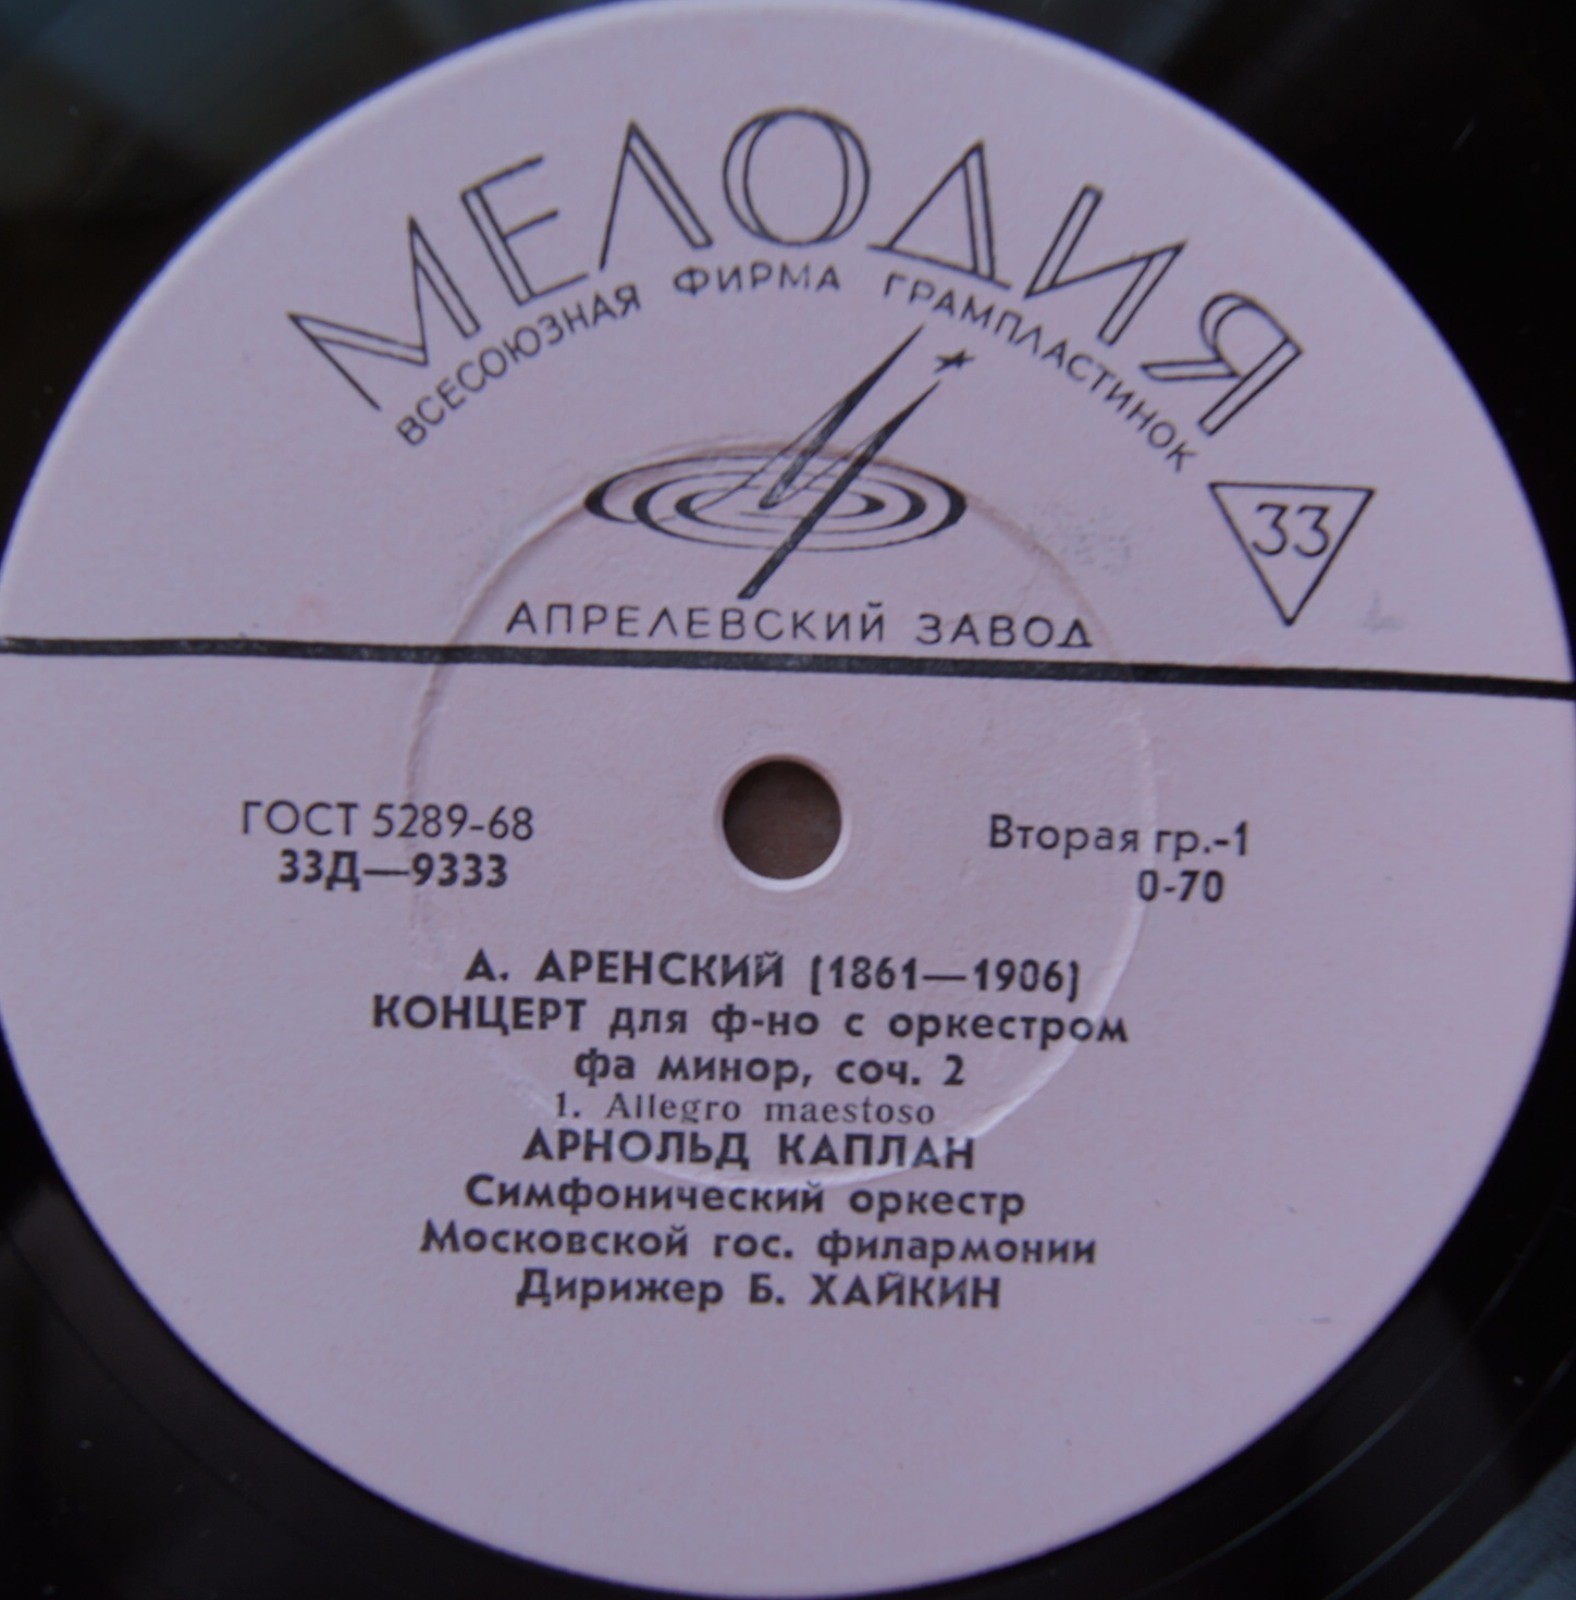 МЕЛОДИЯ
ВСЕСОЮЗНАЯ ФИРМА ГРАМПЛАСТИНОК
33
АПРЕЛЕВСКИЙ ЗАВОД
ГОСТ 5289-68
33Д—9333
Вторая гр.-1
0-70
А. АРЕНСКИЙ (1861—1906)
КОНЦЕРТ для ф-но с оркестром
фа минор, соч. 2
1. Allegro maestoso
АРНОЛЬД КАПЛАН
Симфонический оркестр
Московской гос. филармонии
Дирижер Б. ХАЙКИН